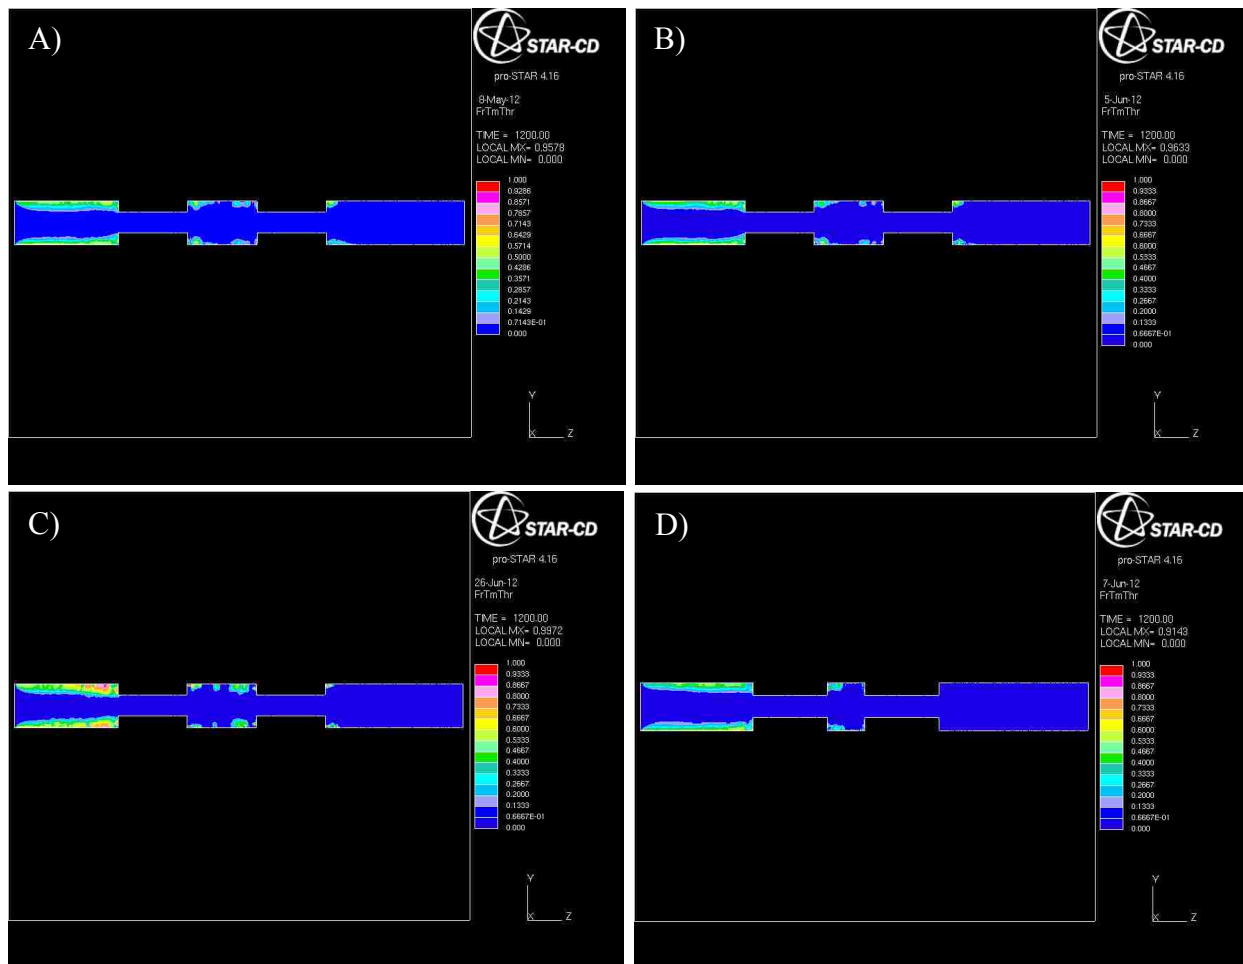 A)
STAR-CD
pro-STAR 4.16
8-May-12
FrTmThr
TIME = 1200.00
LOCAL MX= 0.9578
LOCAL MN= 0.000
1.000
0.9286
0.8571
0.7857
0.7143
0.6429
0.5714
0.5000
0.4286
0.3571
0.2857
0.2143
0.1429
0.7143E-01
0.000
Y
X
Z
B)
STAR-CD
pro-STAR 4.16
5-Jun-12
FrTmThr
TIME = 1200.00
LOCAL MX= 0.9633
LOCAL MN= 0.000
1.000
0.9333
0.8667
0.8000
0.7333
0.6667
0.6000
0.5333
0.4667
0.4000
0.3333
0.2667
0.2000
0.1333
0.6667E-01
0.000
Y
X
Z
C)
STAR-CD
pro-STAR 4.16
26-Jun-12
FrTmThr
TIME = 1200.00
LOCAL MX= 0.9972
LOCAL MN= 0.000
1.000
0.9333
0.8667
0.8000
0.7333
0.6667
0.6000
0.5333
0.4667
0.4000
0.3333
0.2667
0.2000
0.1333
0.6667E-01
0.000
Y
X
Z
D)
STAR-CD
pro-STAR 4.16
7-Jun-12
FrTmThr
TIME = 1200.00
LOCAL MX= 0.9143
LOCAL MN= 0.000
1.000
0.9333
0.8667
0.8000
0.7333
0.6667
0.6000
0.5333
0.4667
0.4000
0.3333
0.2667
0.2000
0.1333
0.6667E-01
0.000
Y
X
Z